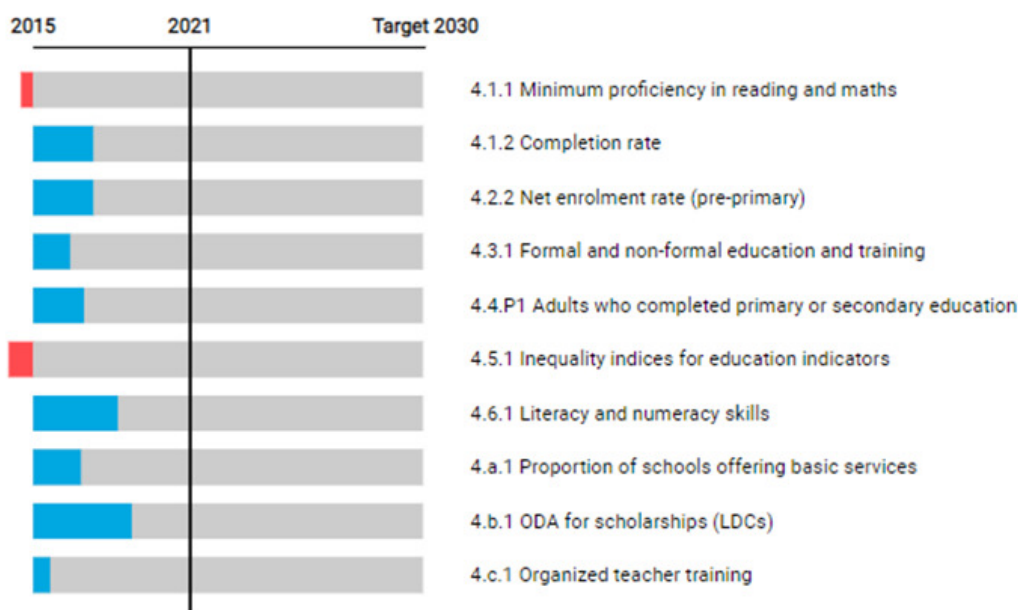 2015 2021 Target 2030
4.1.1 Minimum proficiency in reading and maths
4.1.2 Completion rate
4.2.2 Net enrolment rate (pre-primary)
4.3.1 Formal and non-formal education and training
4.4.P1 Adults who completed primary or secondary education
4.5.1 Inequality indices for education indicators
4.6.1 Literacy and numeracy skills
4.a.1 Proportion of schools offering basic services
4.b.1 ODA for scholarships (LDCs)
4.c.1 Organized teacher training